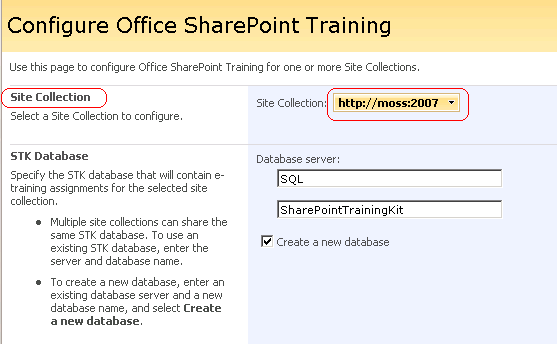 Configure Office SharePoint Training
Use this page to configure Office SharePoint Training for one or more Site Collections.
Site Collection
Select a Site Collection to configure.
Site Collection: http://moss:2007
STK Database
Specify the STK database that will contain e-
training assignments for the selected site
collection.
• Multiple site collections can share the
same STK database. To use an
existing STK database, enter the
server and database name.
• To create a new database, enter an
existing database server and a new
database name, and select Create
a new database.
Database server:
SQL
SharePointTrainingKit
Create a new database